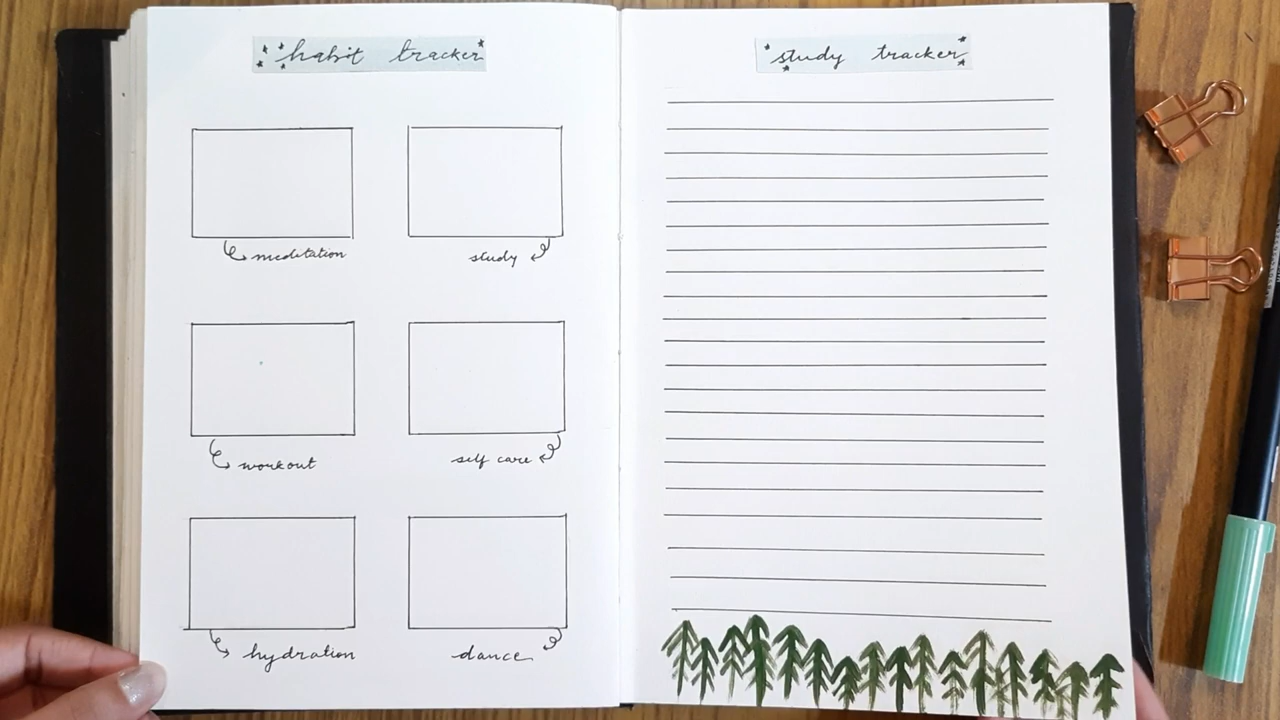 habit tracker
meditation
study
workout
self care
hydration
dance
study tracker